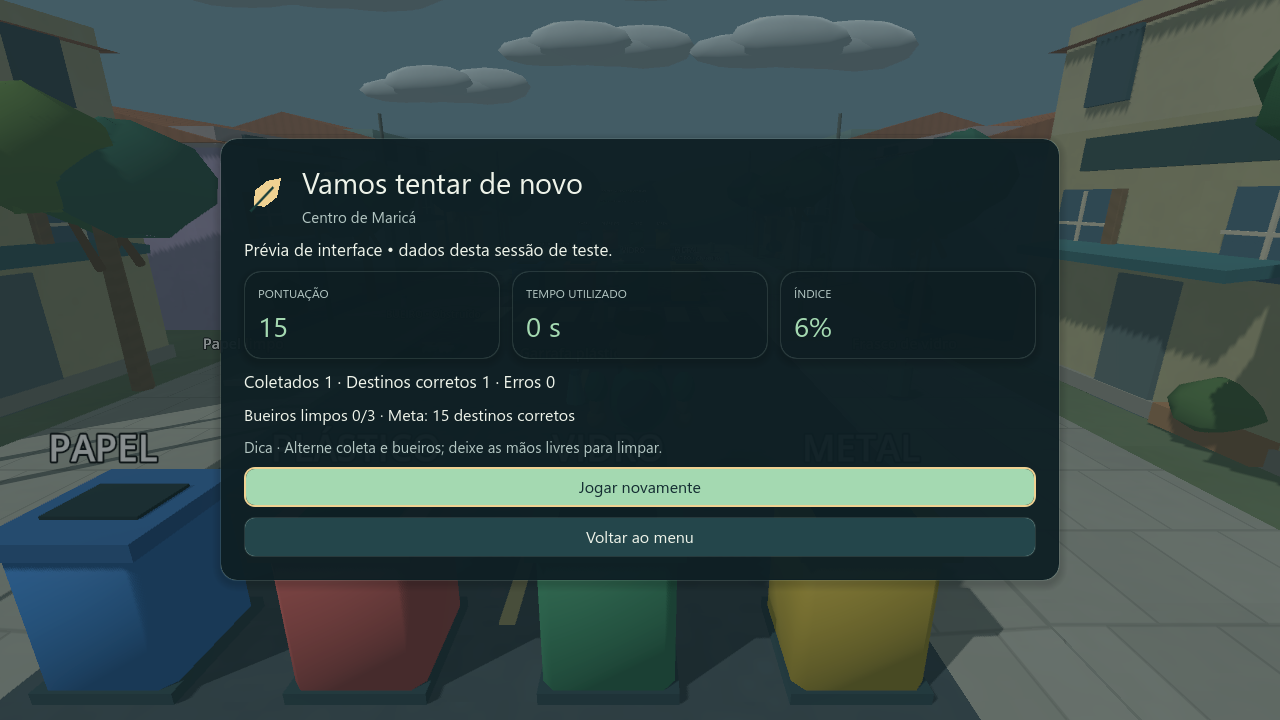 Vamos tentar de novo
Centro de Maricá
Prévia de interface • dados desta sessão de teste.
PONTUAÇÃO
15
TEMPO UTILIZADO
0 s
ÍNDICE
6%
Coletados 1 · Destinos corretos 1 · Erros 0
Bueiros limpos 0/3 · Meta: 15 destinos corretos
Dica · Alterne coleta e bueiros; deixe as mãos livres para limpar.
Jogar novamente
Voltar ao menu
PAPEL
METAL